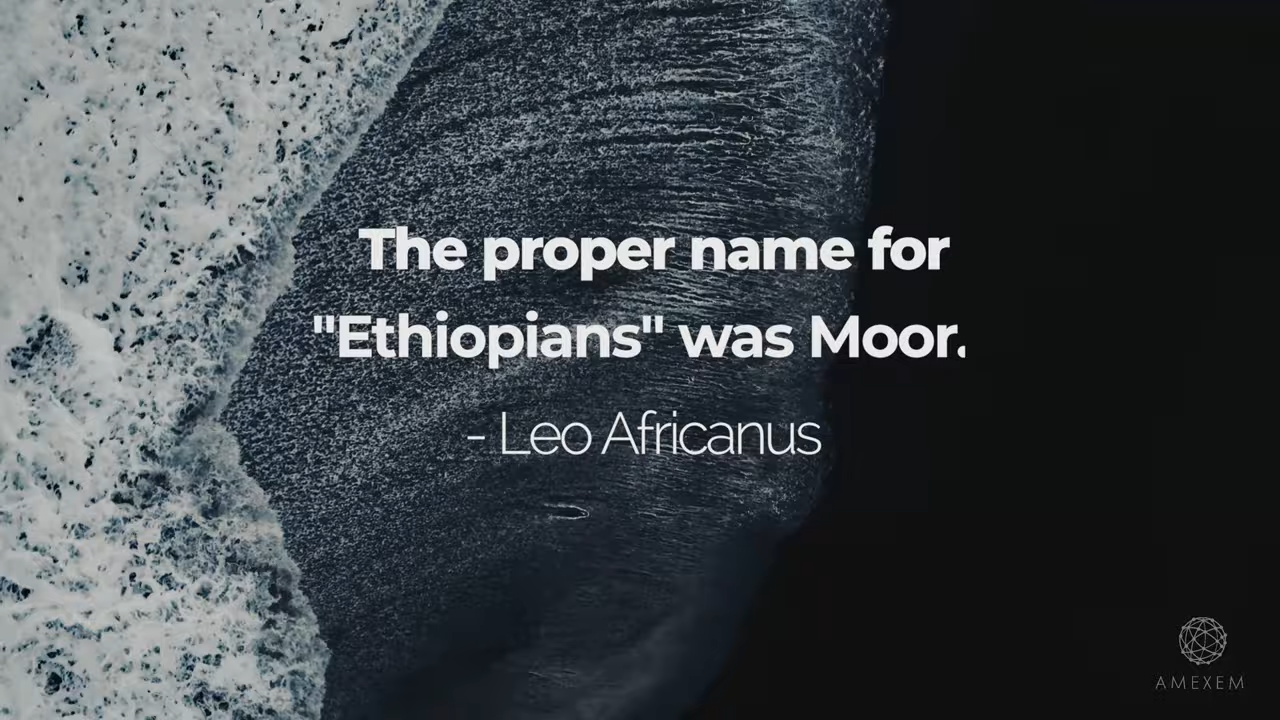 The proper name for
"Ethiopians" was Moor.
- Leo Africanus
AMEXEM